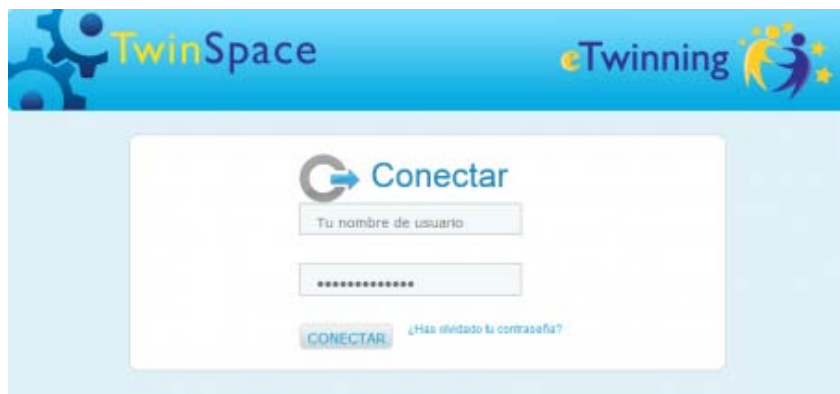 TwinSpace
eTwinning
Conectar
Tu nombre de usuario
•••••••••••••
CONECTAR
¿Has olvidado tu contraseña?